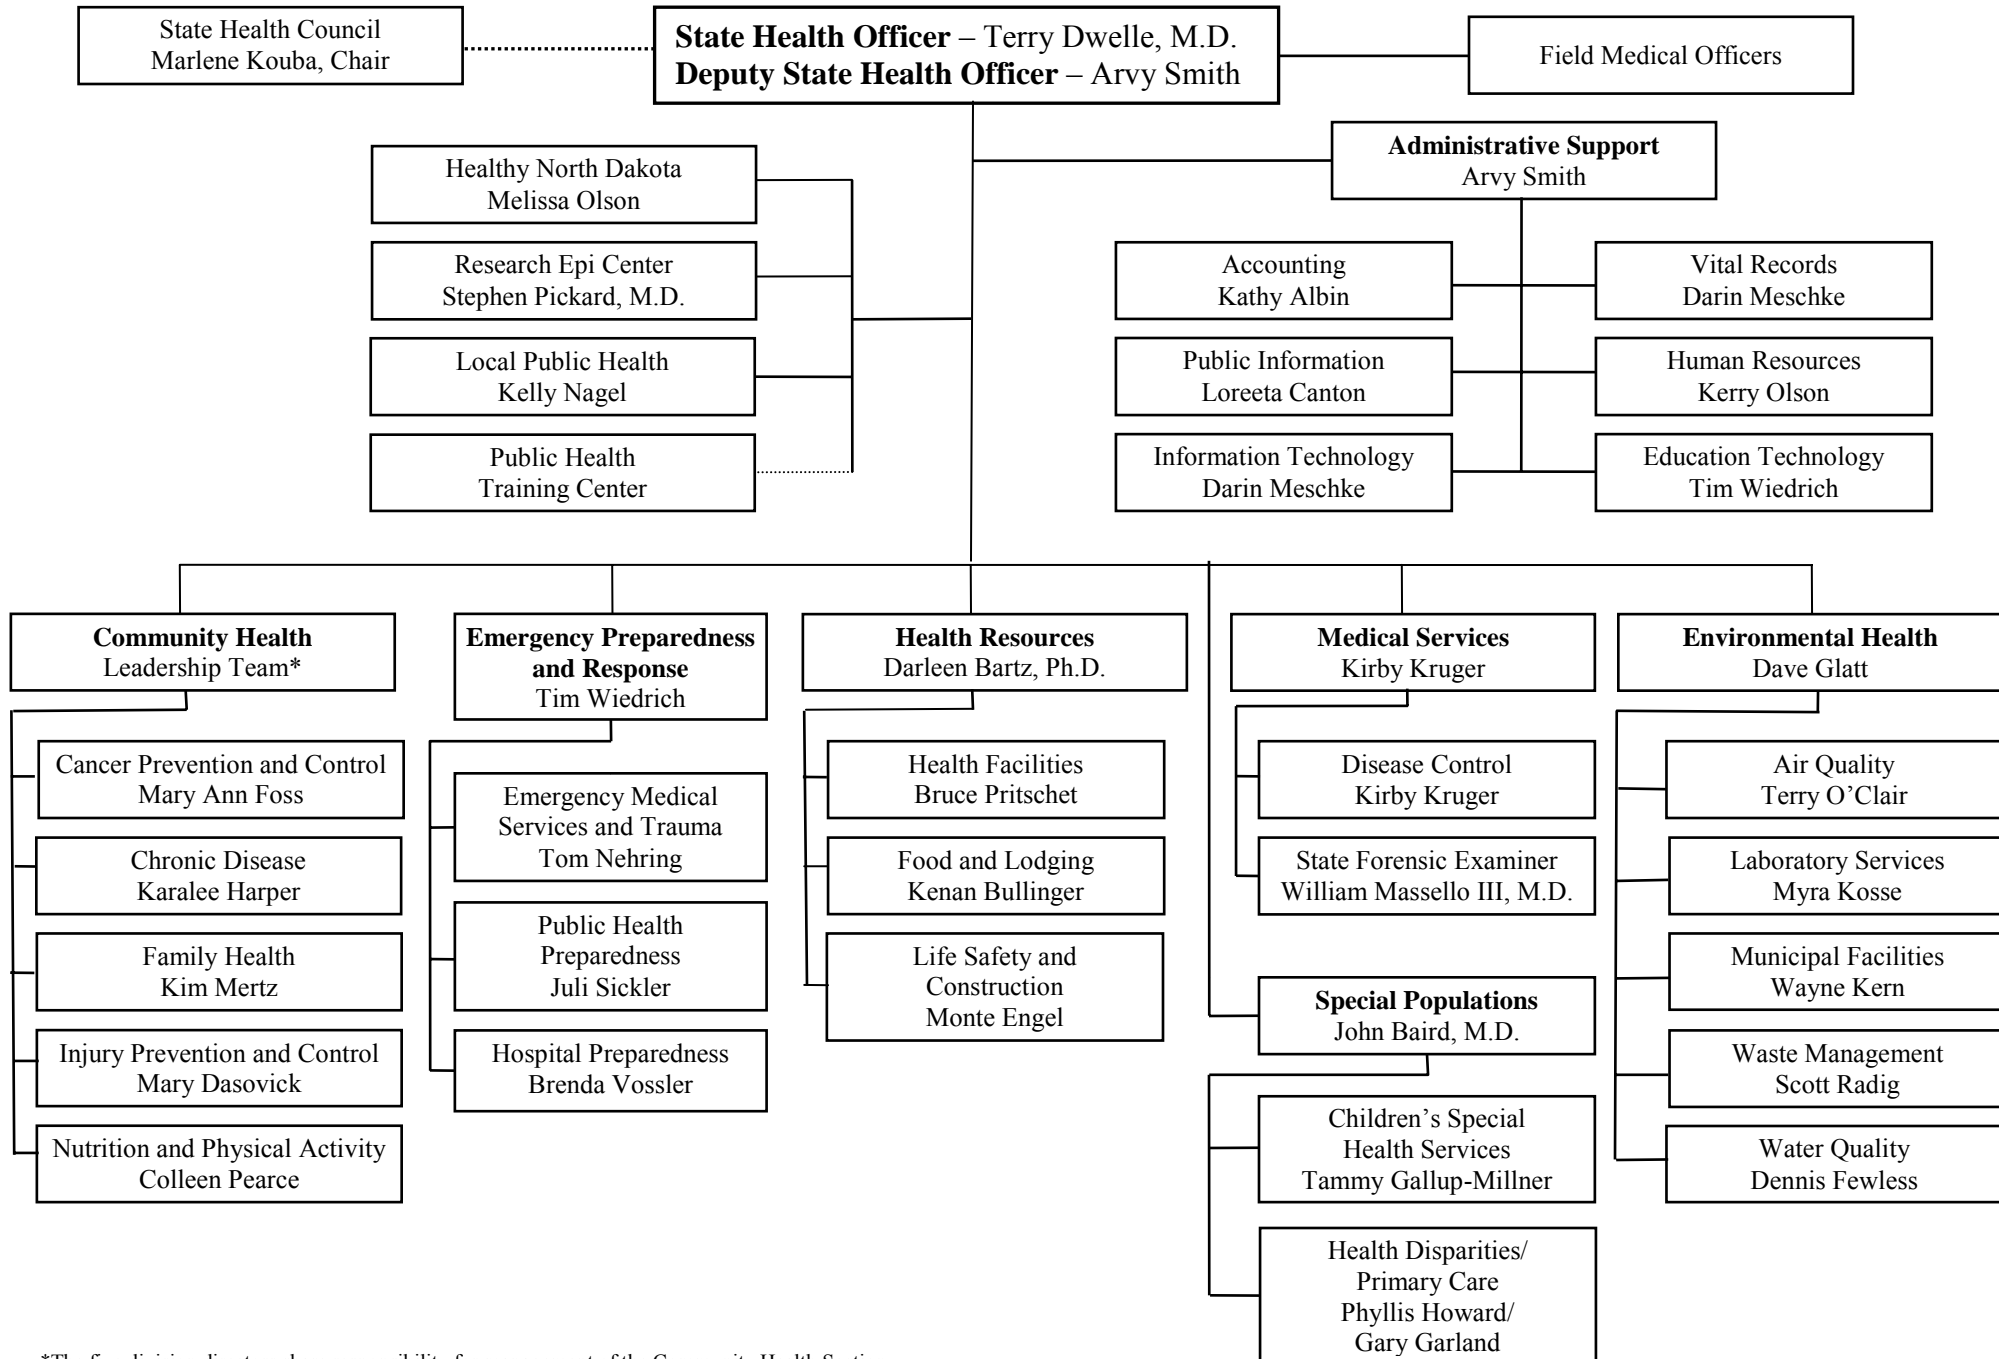 State Health Council
Marlene Kouba, Chair
State Health Officer – Terry Dwelle, M.D.
Deputy State Health Officer – Arvy Smith
Field Medical Officers
Administrative Support
Arvy Smith
Healthy North Dakota
Melissa Olson
Research Epi Center
Stephen Pickard, M.D.
Local Public Health
Kelly Nagel
Public Health
Training Center
Accounting
Kathy Albin
Vital Records
Darin Meschke
Public Information
Loreeta Canton
Human Resources
Kerry Olson
Information Technology
Darin Meschke
Education Technology
Tim Wiedrich
Community Health
Leadership Team*
Cancer Prevention and Control
Mary Ann Foss
Chronic Disease
Karalee Harper
Family Health
Kim Mertz
Injury Prevention and Control
Mary Dasovick
Nutrition and Physical Activity
Colleen Pearce
Emergency Preparedness
and Response
Tim Wiedrich
Emergency Medical
Services and Trauma
Tom Nehring
Public Health
Preparedness
Juli Sickler
Hospital Preparedness
Brenda Vossler
Health Resources
Darleen Bartz, Ph.D.
Health Facilities
Bruce Pritschet
Food and Lodging
Kenan Bullinger
Life Safety and
Construction
Monte Engel
Medical Services
Kirby Kruger
Disease Control
Kirby Kruger
State Forensic Examiner
William Massello III, M.D.
Special Populations
John Baird, M.D.
Children’s Special
Health Services
Tammy Gallup-Millner
Health Disparities/
Primary Care
Phyllis Howard/
Gary Garland
Environmental Health
Dave Glatt
Air Quality
Terry O’Clair
Laboratory Services
Myra Kosse
Municipal Facilities
Wayne Kern
Waste Management
Scott Radig
Water Quality
Dennis Fewless